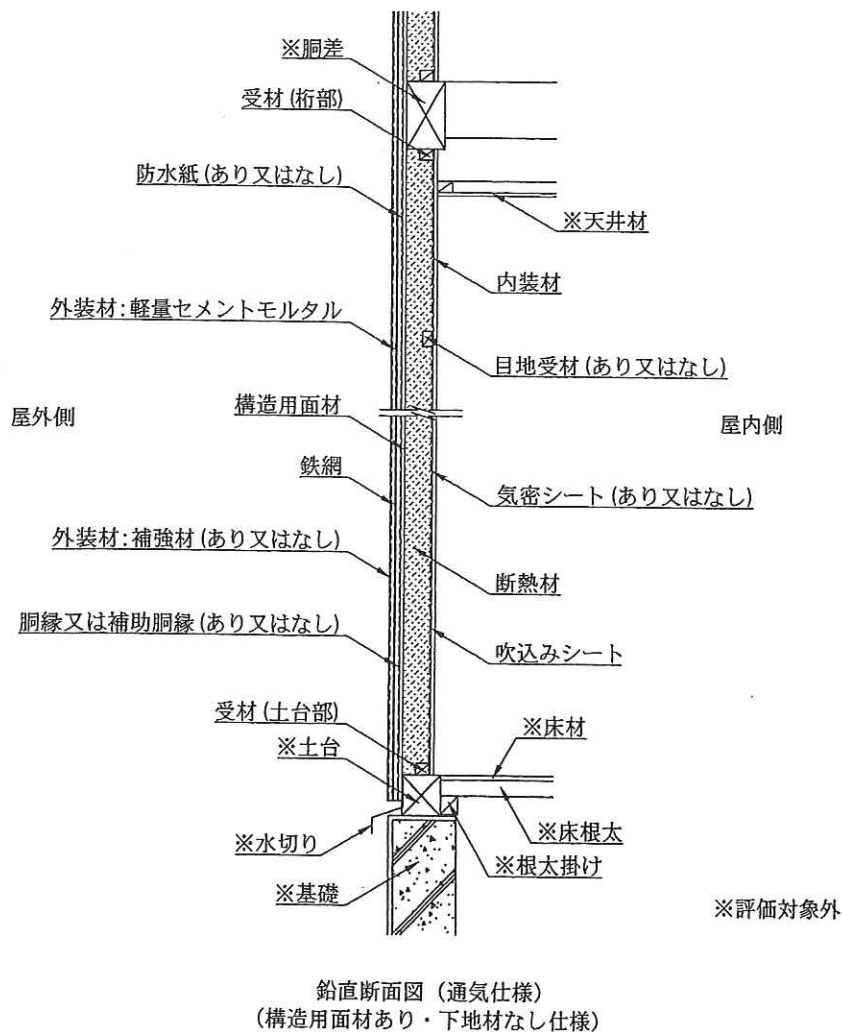 ※胴差
受材(桁部)
防水紙(あり又はなし)
※天井材
内装材
外装材:軽量セメントモルタル
目地受材(あり又はなし)
構造用面材
屋外側
屋内側
鉄網
気密シート(あり又はなし)
外装材:補強材(あり又はなし)
断熱材
胴縁又は補助胴縁(あり又はなし)
吹込みシート
受材(土台部)
※床材
※土台
※床根太
※水切り
※根太掛け
※基礎
※評価対象外
鉛直断面図(通気仕様)
(構造用面材あり・下地材なし仕様)